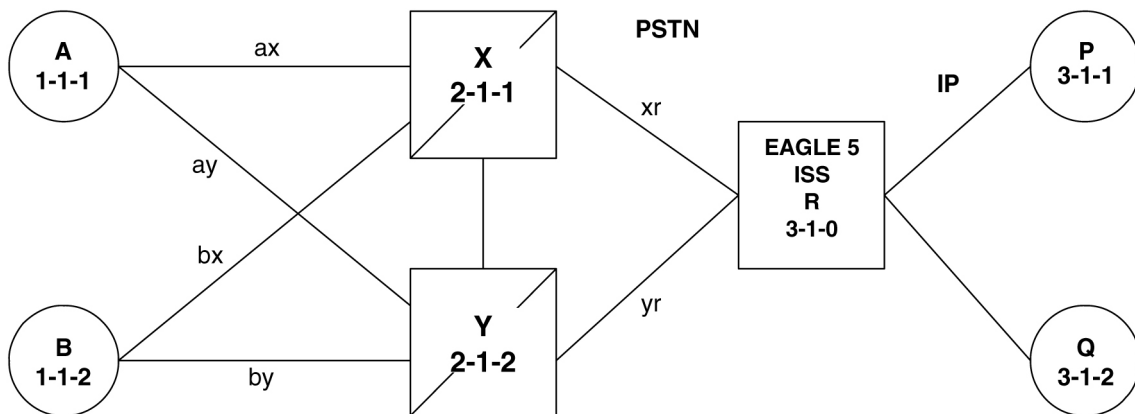 A
1-1-1
ax
X
2-1-1
PSTN
P
3-1-1
IP
xr
ay
EAGLE 5
ISS
R
3-1-0
bx
yr
B
1-1-2
by
Y
2-1-2
Q
3-1-2